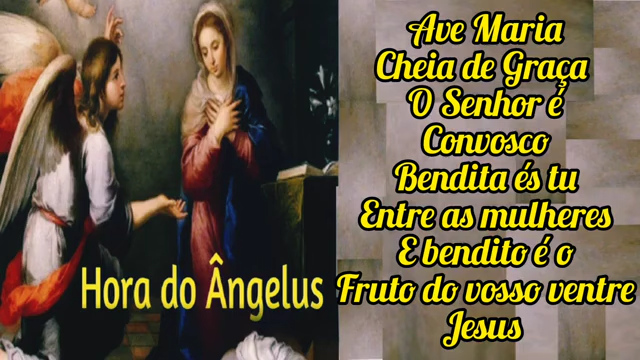 Hora do Ângelus
Ave Maria
Cheia de Graça
O Senhor é
Convosco
Bendita és tu
Entre as mulheres
E bendito é o
Fruto do vosso ventre
Jesus